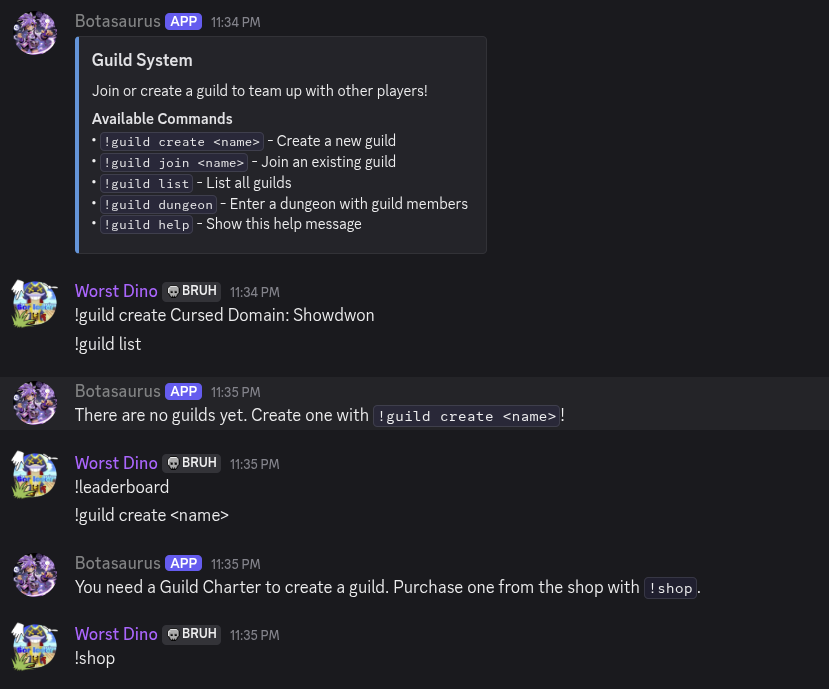 Botasaurus APP 11:34 PM
Guild System
Join or create a guild to team up with other players!
Available Commands
• !guild create <name> - Create a new guild
• !guild join <name> - Join an existing guild
• !guild list - List all guilds
• !guild dungeon - Enter a dungeon with guild members
• !guild help - Show this help message
Worst Dino BRUH 11:34 PM
!guild create Cursed Domain: Showdwon
!guild list
Botasaurus APP 11:35 PM
There are no guilds yet. Create one with !guild create <name>!
Worst Dino BRUH 11:35 PM
!leaderboard
!guild create <name>
Botasaurus APP 11:35 PM
You need a Guild Charter to create a guild. Purchase one from the shop with !shop.
Worst Dino BRUH 11:35 PM
!shop